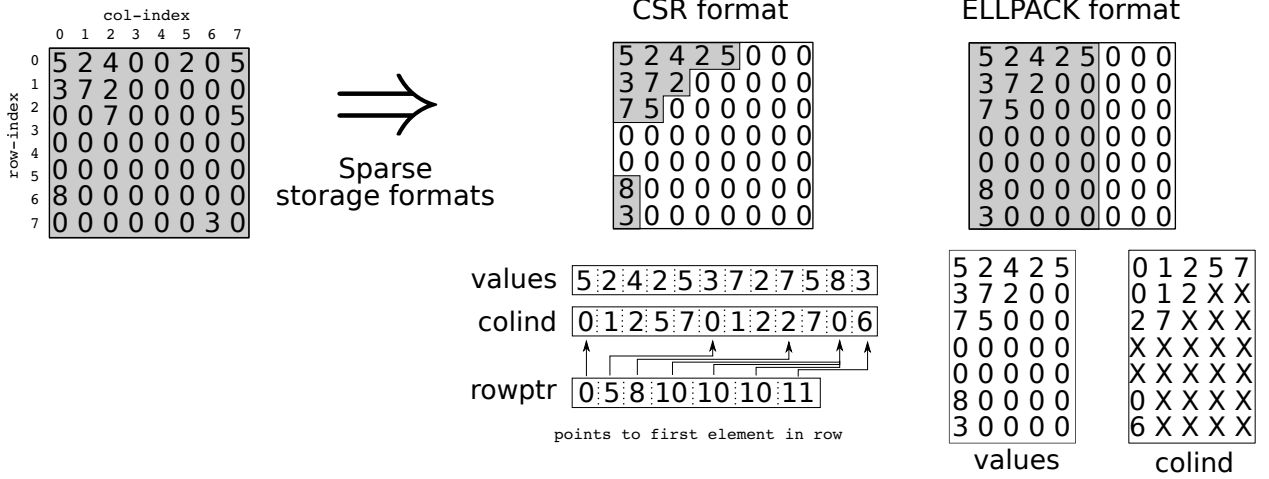 col-index
0 1 2 3 4 5 6 7
row-index
0
1
2
3
4
5
6
7
5 2 4 0 0 2 0 5
3 7 2 0 0 0 0 0
0 0 7 0 0 0 0 5
0 0 0 0 0 0 0 0
0 0 0 0 0 0 0 0
8 0 0 0 0 0 0 0
0 0 0 0 0 0 3 0
Sparse
storage formats
CSR format
5 2 4 2 5 0 0 0
3 7 2 0 0 0 0 0
7 5 0 0 0 0 0 0
0 0 0 0 0 0 0 0
0 0 0 0 0 0 0 0
8 0 0 0 0 0 0 0
3 0 0 0 0 0 0 0
values 5 2 4 2 5 3 7 2 7 5 8 3
colind 0 1 2 5 7 0 1 2 2 7 0 6
rowptr 0 5 8 10 10 10 11
points to first element in row
ELLPACK format
5 2 4 2 5 0 0 0
3 7 2 0 0 0 0 0
7 5 0 0 0 0 0 0
0 0 0 0 0 0 0 0
0 0 0 0 0 0 0 0
8 0 0 0 0 0 0 0
3 0 0 0 0 0 0 0
5 2 4 2 5
3 7 2 0 0
7 5 0 0 0
0 0 0 0 0
0 0 0 0 0
8 0 0 0 0
3 0 0 0 0
values
0 1 2 5 7
0 1 2 X X
2 7 X X X
X X X X X
X X X X X
0 X X X X
6 X X X X
colind